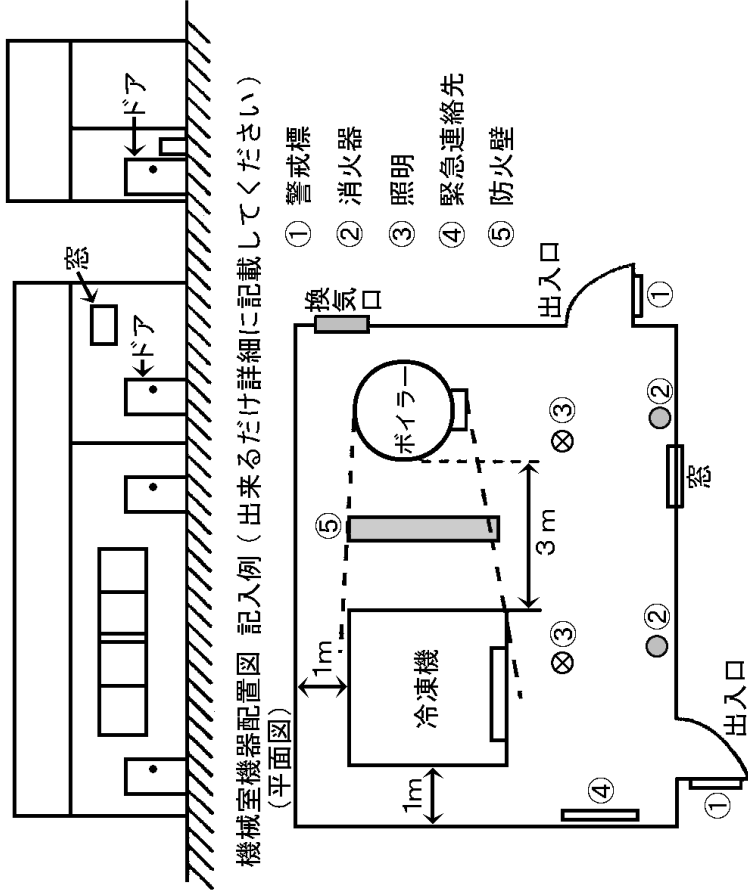 窓
ドア
ドア
機械室機器配置図 記入例(出来るだけ詳細に記載してください)
(平面図)
① 警戒標
② 消火器
③ 照明
④ 緊急連絡先
⑤ 防火壁
換気口
出入口
①
ボイラー
⑤
3m
1m
冷凍機
1m
③
③
②
②
窓
④
出入口
①